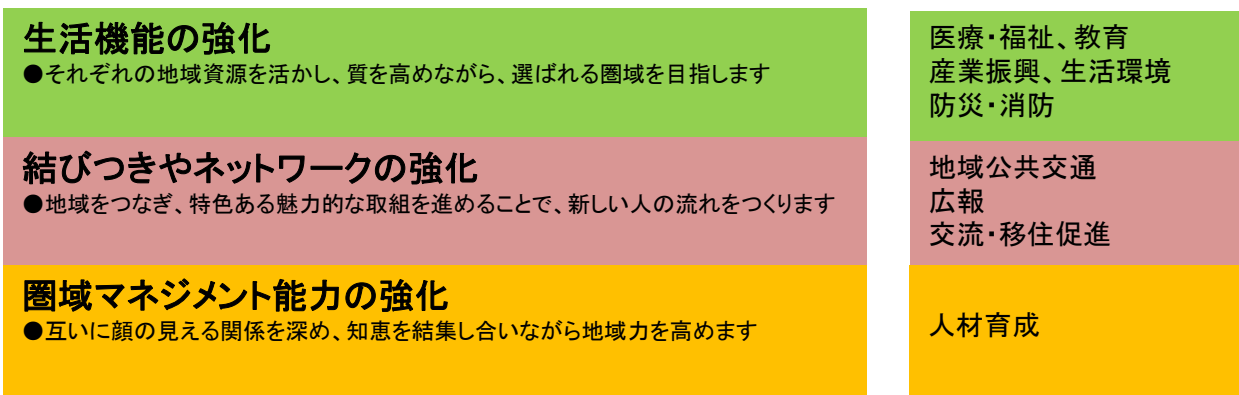 生活機能の強化
●それぞれの地域資源を活かし、質を高めながら、選ばれる圏域を目指します
医療・福祉、教育
産業振興、生活環境
防災・消防
結びつきやネットワークの強化
●地域をつなぎ、特色ある魅力的な取組を進めることで、新しい人の流れをつくります
地域公共交通
広報
交流・移住促進
圏域マネジメント能力の強化
●互いに顔の見える関係を深め、知恵を結集し合いながら地域力を高めます
人材育成